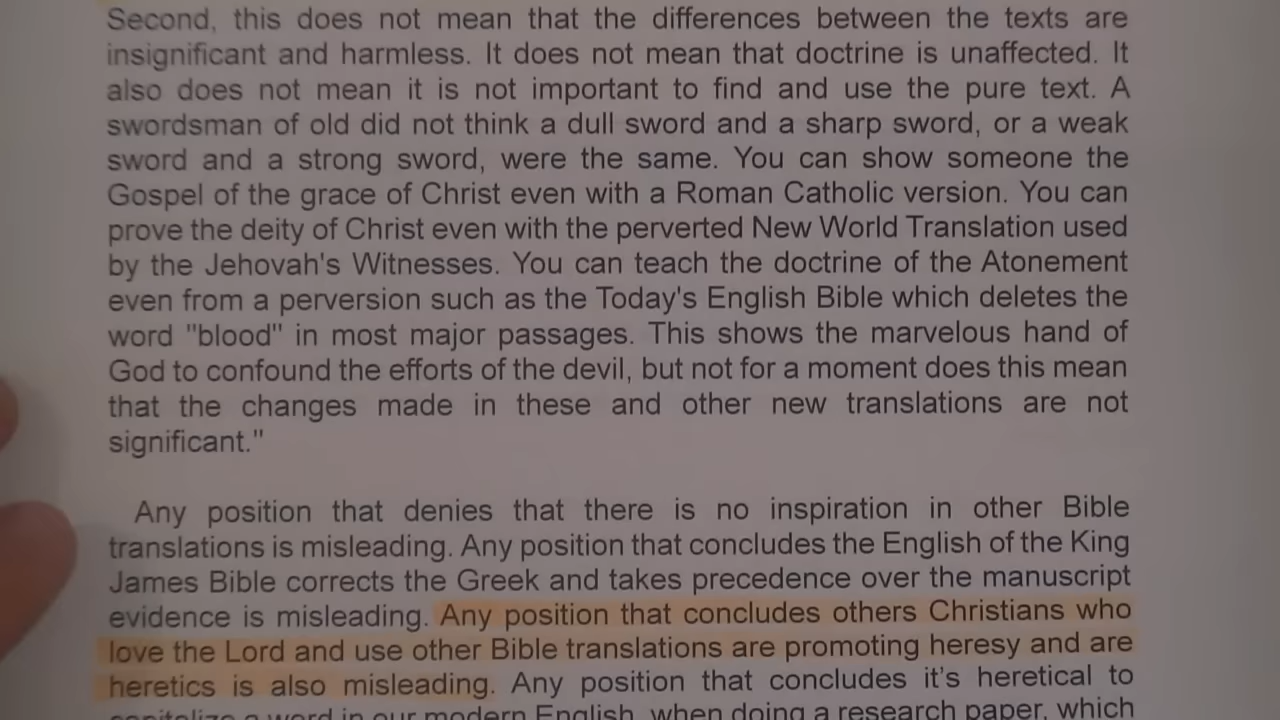 Second, this does not mean that the differences between the texts are
insignificant and harmless. It does not mean that doctrine is unaffected. It
also does not mean it is not important to find and use the pure text. A
swordsman of old did not think a dull sword and a sharp sword, or a weak
sword and a strong sword, were the same. You can show someone the
Gospel of the grace of Christ even with a Roman Catholic version. You can
prove the deity of Christ even with the perverted New World Translation used
by the Jehovah's Witnesses. You can teach the doctrine of the Atonement
even from a perversion such as the Today's English Bible which deletes the
word "blood" in most major passages. This shows the marvelous hand of
God to confound the efforts of the devil, but not for a moment does this mean
that the changes made in these and other new translations are not
significant."
Any position that denies that there is no inspiration in other Bible
translations is misleading. Any position that concludes the English of the King
James Bible corrects the Greek and takes precedence over the manuscript
evidence is misleading. Any position that concludes others Christians who
love the Lord and use other Bible translations are promoting heresy and are
heretics is also misleading. Any position that concludes it’s heretical to
capitalize a word in our modern English, when doing a research paper, which